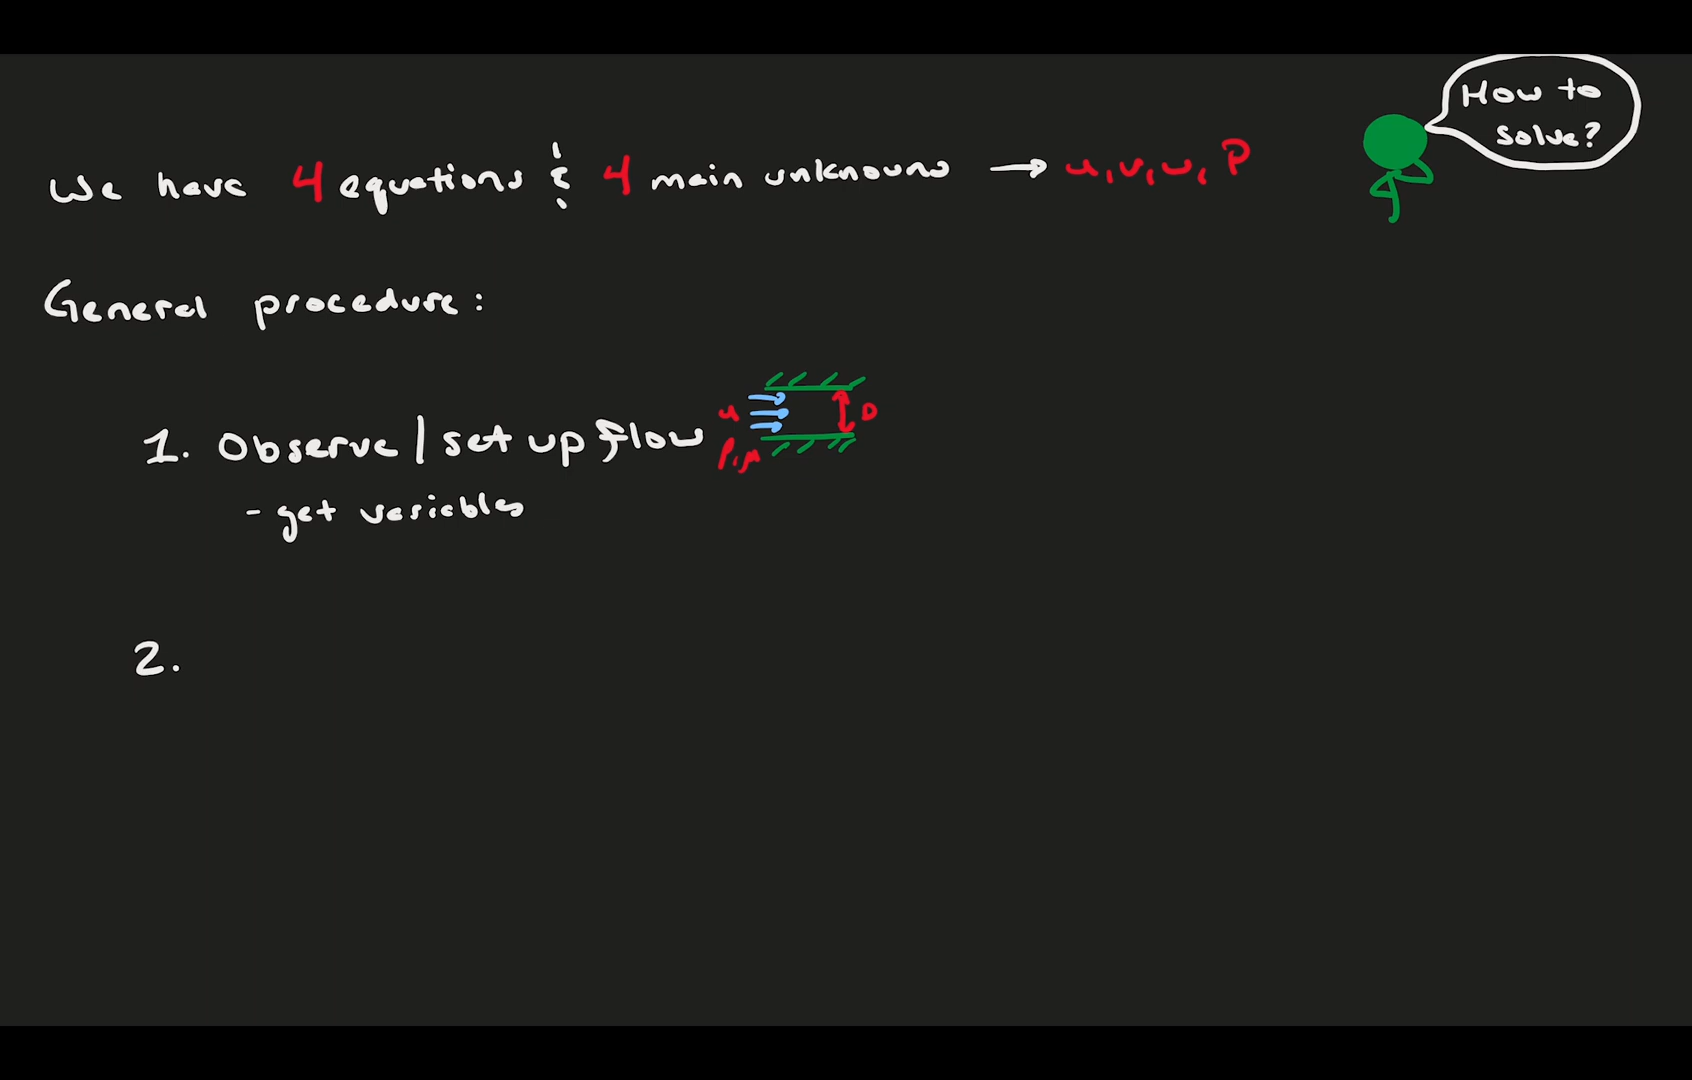 How to
solve?
We have 4 equations & 4 main unknowns → u, v, w, P
General procedure:
1. Observe / set up flow
u
D
ρ, μ
- get variables
2.